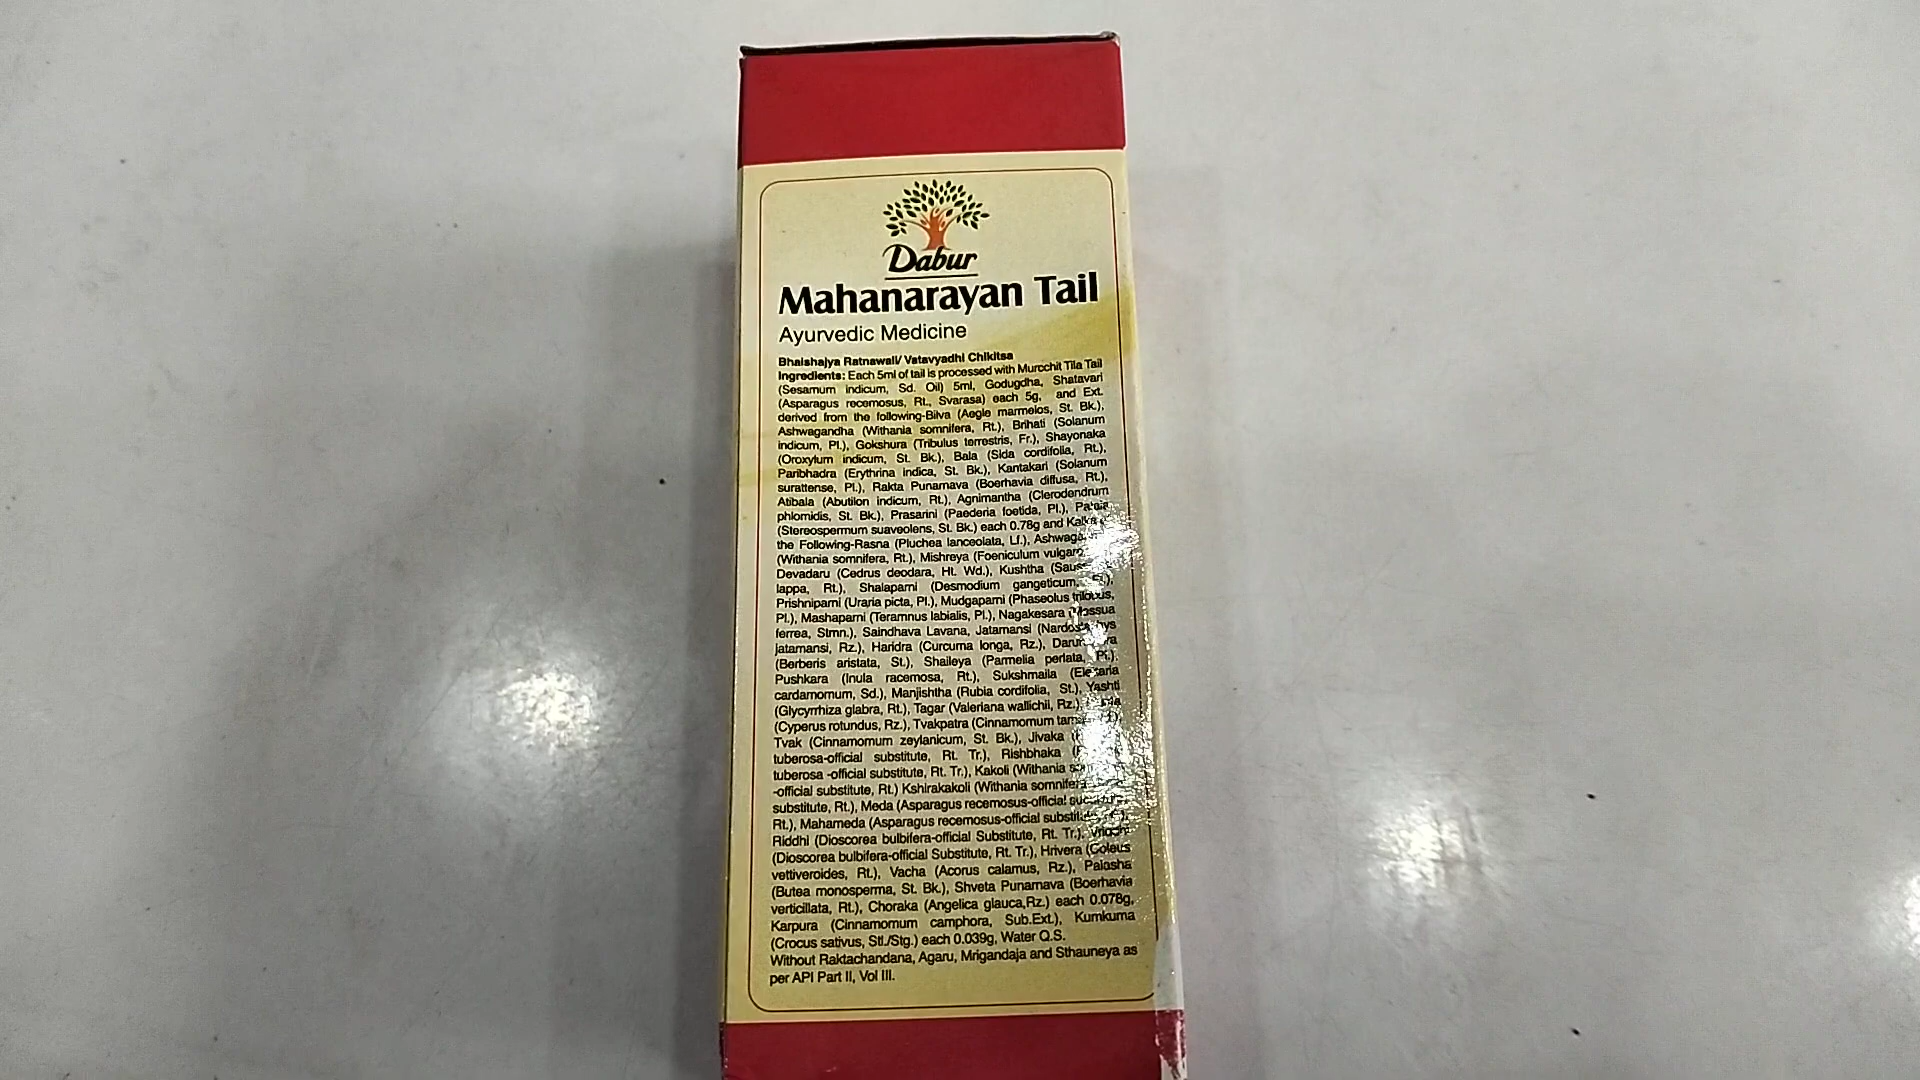 Dabur
Mahanarayan Tail
Ayurvedic Medicine
Bhaishajya Ratnawali/ Vatavyadhi Chikitsa
Ingredients: Each 5ml of tail is processed with Murcchit Tila Tail
(Sesamum indicum, Sd. Oil) 5ml, Godugdha, Shatavari
(Asparagus recemosus, Rt., Svarasa) each 5g, and Ext.
derived from the following-Bilva (Aegle marmelos, St. Bk.),
Ashwagandha (Withania somnifera, Rt.), Brihati (Solanum
indicum, Pl.), Gokshura (Tribulus terrestris, Fr.), Shayonaka
(Oroxylum indicum, St. Bk.), Bala (Sida cordifolia, Rt.),
Paribhadra (Erythrina indica, St. Bk.), Kantakari (Solanum
surattense, Pl.), Rakta Punarnava (Boerhavia diffusa, Rt.),
Atibala (Abutilon indicum, Rt.), Agnimantha (Clerodendrum
phlomidis, St. Bk.), Prasarini (Paederia foetida, Pl.),
(Stereospermum suaveolens, St. Bk.) each 0.78g and Kalka
the Following-Rasna (Pluchea lanceolata, Lf.),
(Withania somnifera, Rt.), Mishreya (Foeniculum
Devadaru (Cedrus deodara, Ht. Wd.), Kushtha
lappa, Rt.), Shalaparni (Desmodium gangeticum,
Prishniparni (Uraria picta, Pl.), Mudgaparni (Phaseolus trilobus,
Pl.), Mashaparni (Teramnus labialis, Pl.), Nagakesara
ferrea, Stmn.), Saindhava Lavana, Jatamansi
jatamansi, Rz.), Haridra (Curcuma longa, Rz.),
(Berberis aristata, St.), Shaileya (Parmelia perlata, Pl.),
Pushkara (Inula racemosa, Rt.), Sukshmaila
cardamomum, Sd.), Manjishtha (Rubia cordifolia, St.), Yashti
(Glycyrrhiza glabra, Rt.), Tagar (Valeriana wallichii, Rz.),
(Cyperus rotundus, Rz.), Tvakpatra (Cinnamomum
Tvak (Cinnamomum zeylanicum, St. Bk.), Jivaka
tuberosa-official substitute, Rt. Tr.), Rishbhaka
tuberosa -official substitute, Rt. Tr.), Kakoli (Withania
-official substitute, Rt.) Kshirakakoli (Withania
substitute, Rt.), Meda (Asparagus recemosus-official
Rt.), Mahameda (Asparagus recemosus-official
Riddhi (Dioscorea bulbifera-official Substitute, Rt. Tr.),
(Dioscorea bulbifera-official Substitute, Rt. Tr.), Hrivera (Coleus
vettiveroides, Rt.), Vacha (Acorus calamus, Rz.), Palasha
(Butea monosperma, St. Bk.), Shveta Punarnava (Boerhavia
verticillata, Rt.), Choraka (Angelica glauca,Rz.) each 0.078g,
Karpura (Cinnamomum camphora, Sub.Ext.), Kumkuma
(Crocus sativus, Stl./Stg.) each 0.039g, Water Q.S.
Without Raktachandana, Agaru, Mrigandaja and Sthauneya as
per API Part II, Vol III.